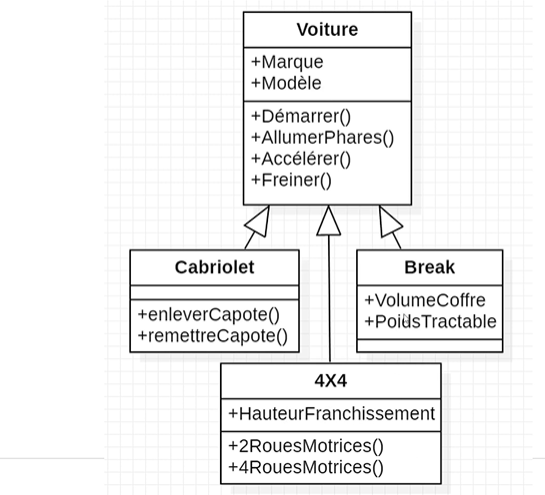 Voiture
+Marque
+Modèle
+Démarrer()
+AllumerPhares()
+Accélérer()
+Freiner()
Cabriolet
+enleverCapote()
+remettreCapote()
Break
+VolumeCoffre
+PoidsTractable
4X4
+HauteurFranchissement
+2RouesMotrices()
+4RouesMotrices()